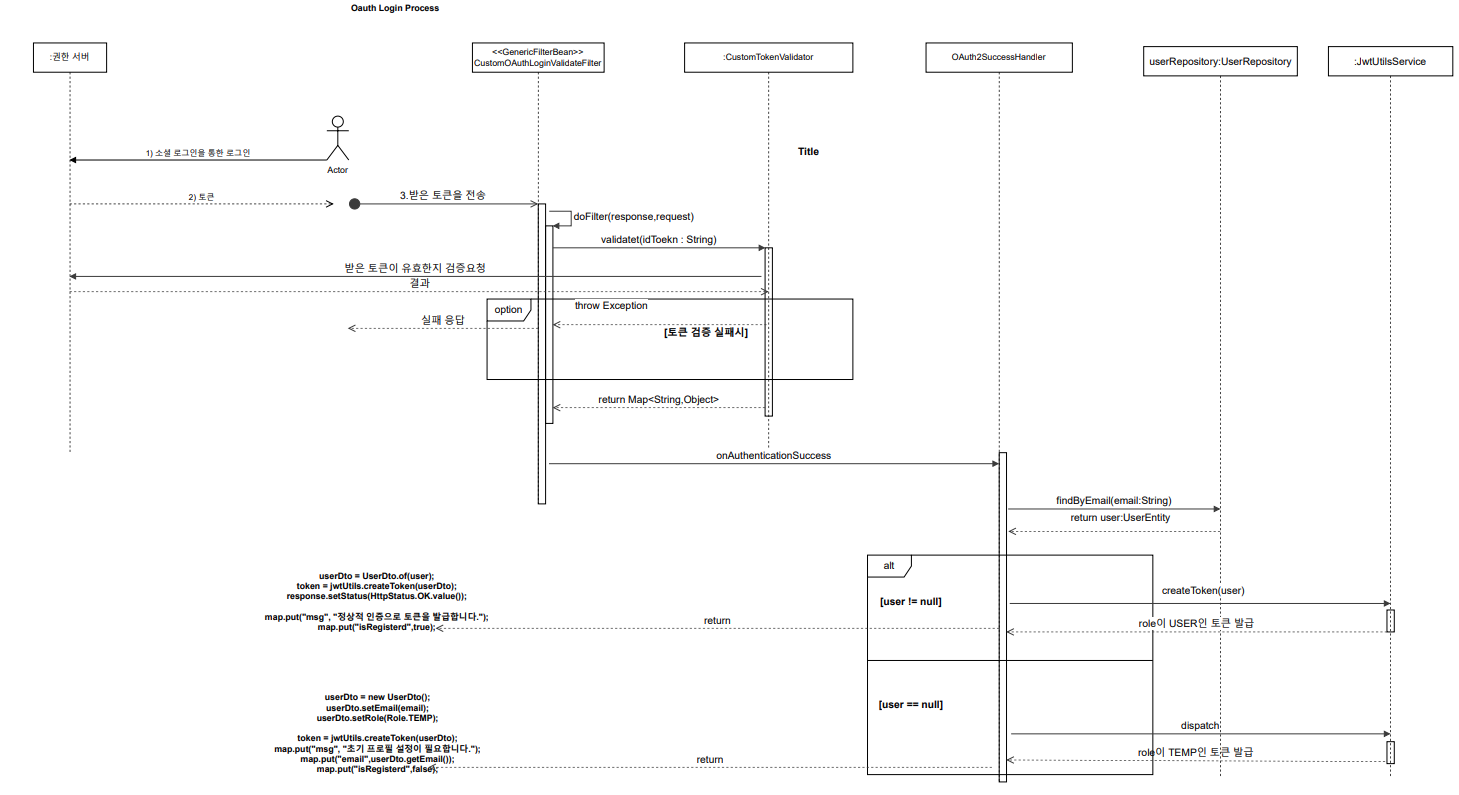 Oauth Login Process
:권한 서버
<<GenericFilterBean>>
CustomOAuthLoginValidateFilter
:CustomTokenValidator
OAuth2SuccessHandler
userRepository:UserRepository
:JwtUtilsService
1) 소셜 로그인을 통한 로그인
Actor
Title
2) 토큰
3.받은 토큰을 전송
doFilter(response,request)
validatet(idToekn : String)
받은 토큰이 유효한지 검증요청
결과
option
throw Exception
실패 응답
[토큰 검증 실패시]
return Map<String,Object>
onAuthenticationSuccess
findByEmail(email:String)
return user:UserEntity
alt
userDto = UserDto.of(user);
token = jwtUtils.createToken(userDto);
response.setStatus(HttpStatus.OK.value());
map.put("msg", "정상적 인증으로 토큰을 발급합니다.");
map.put("isRegisterd",true);
[user != null]
createToken(user)
return
role이 USER인 토큰 발급
userDto = new UserDto();
userDto.setEmail(email);
userDto.setRole(Role.TEMP);
token = jwtUtils.createToken(userDto);
map.put("msg", "초기 프로필 설정이 필요합니다.");
map.put("email",userDto.getEmail());
map.put("isRegisterd",false);
[user == null]
dispatch
return
role이 TEMP인 토큰 발급